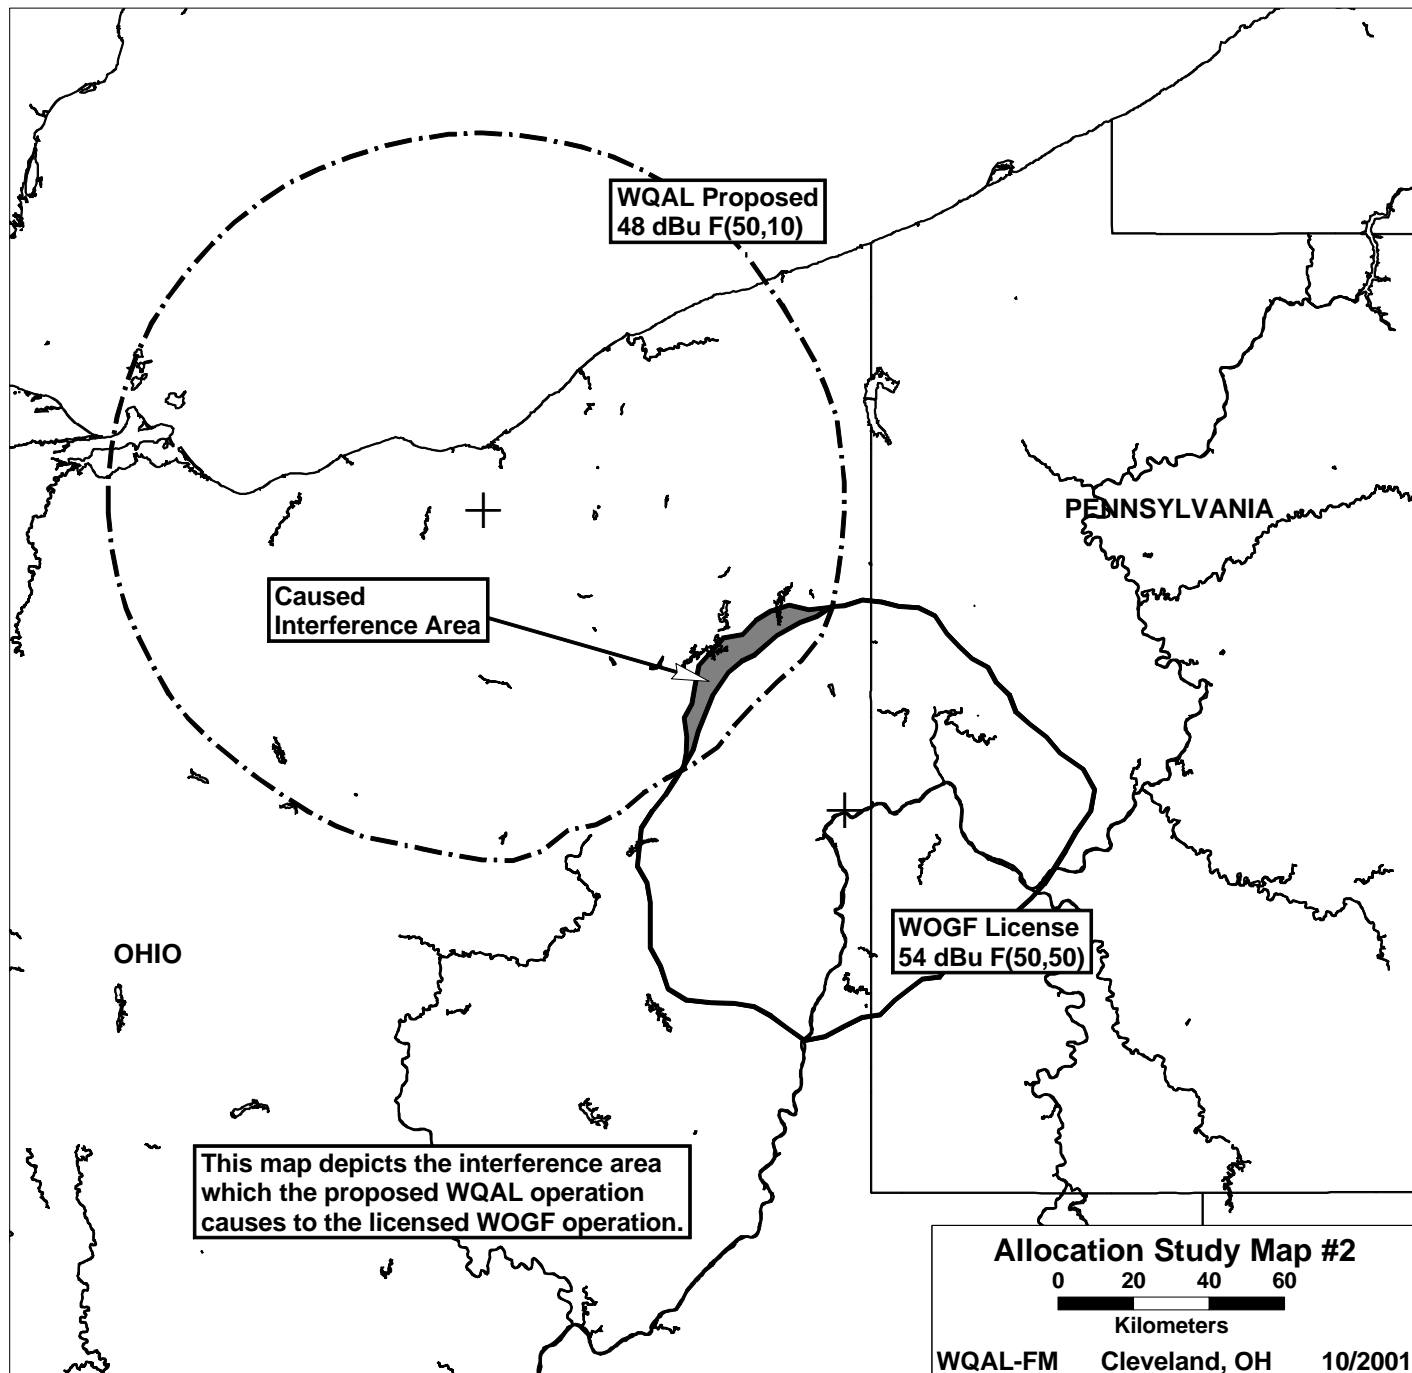 WQAL Proposed
48 dBu F(50,10)
PENNSYLVANIA
Caused
Interference Area
WOGF License
54 dBu F(50,50)
OHIO
This map depicts the interference area
which the proposed WQAL operation
causes to the licensed WOGF operation.
Allocation Study Map #2
0 20 40 60
Kilometers
WQAL-FM Cleveland, OH 10/2001